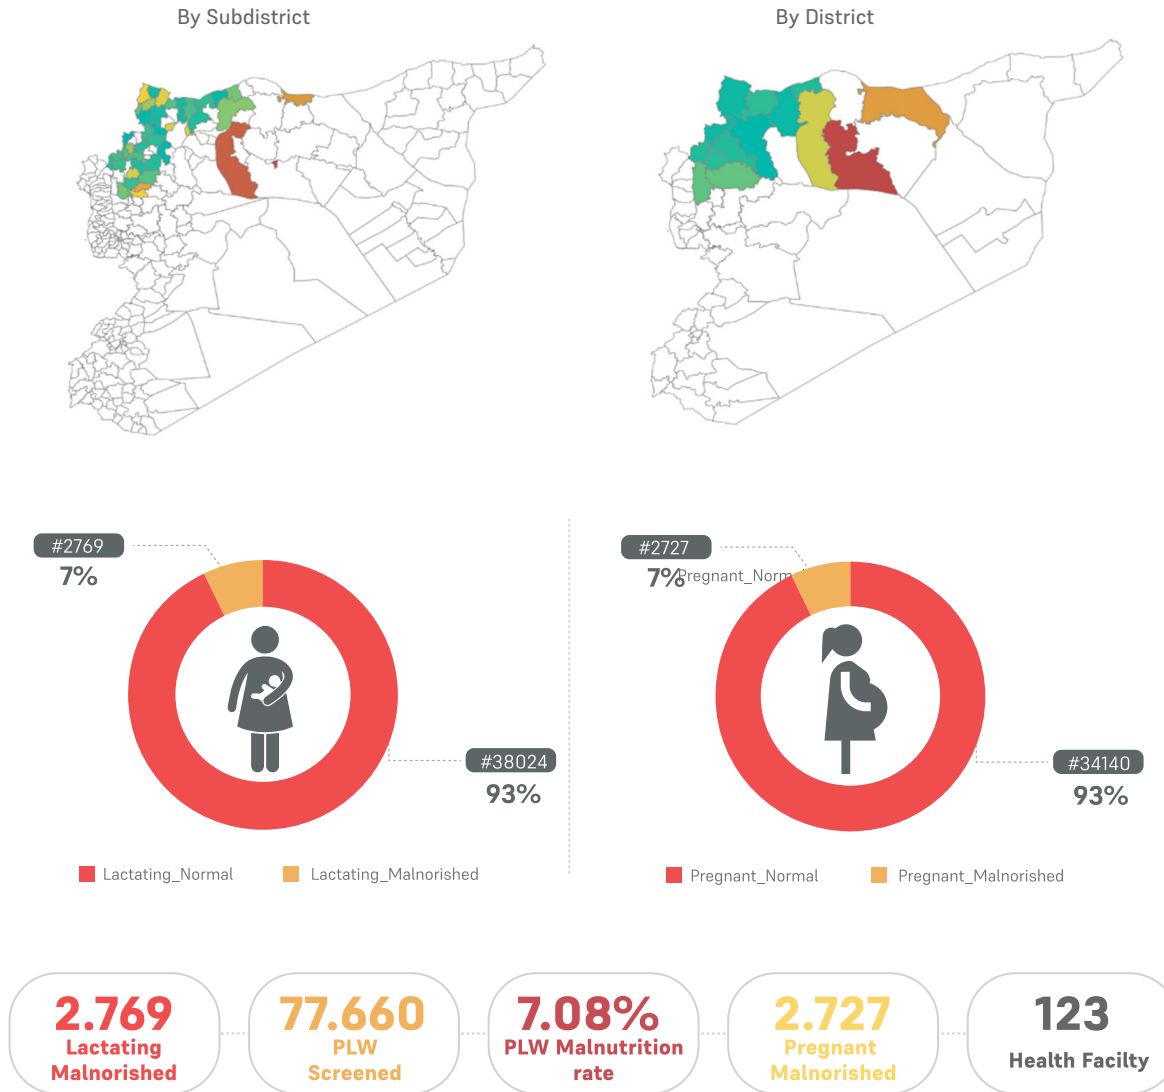 By Subdistrict
By District
#2769
7%
#38024
93%
Lactating_Normal
Lactating_Malnorished
#2727
7%
Pregnant_Norm
#34140
93%
Pregnant_Normal
Pregnant_Malnorished
2.769
Lactating
Malnorished
77.660
PLW
Screened
7.08%
PLW Malnutrition
rate
2.727
Pregnant
Malnorished
123
Health Facilty